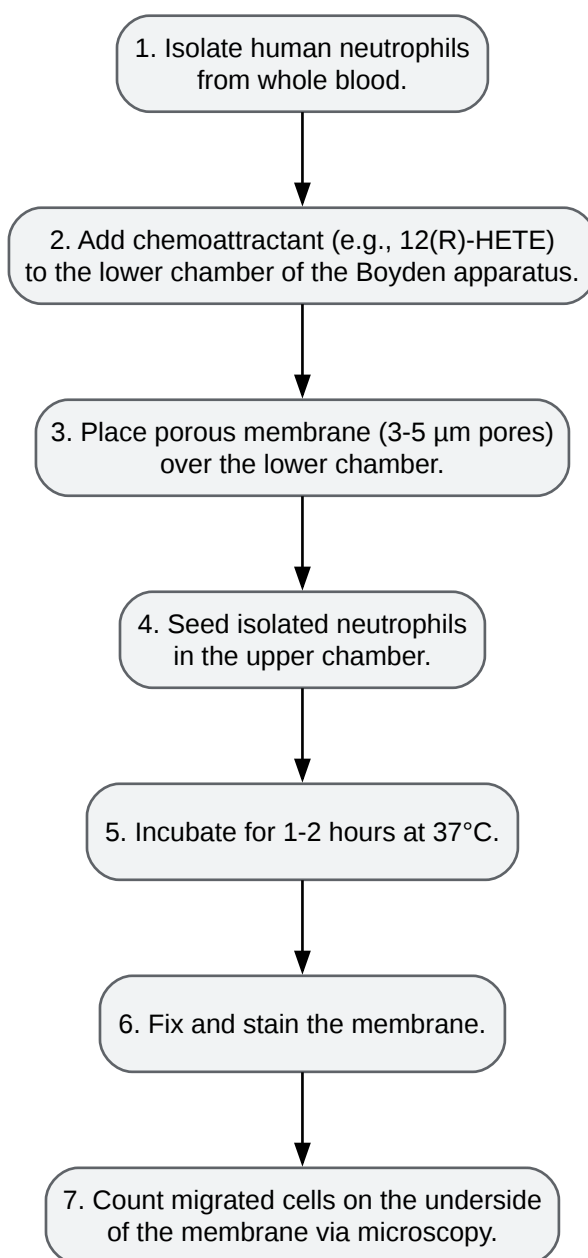 1. Isolate human neutrophils
from whole blood.
2. Add chemoattractant (e.g., 12(R)-HETE)
to the lower chamber of the Boyden apparatus.
3. Place porous membrane (3-5 µm pores)
over the lower chamber.
4. Seed isolated neutrophils
in the upper chamber.
5. Incubate for 1-2 hours at 37°C.
6. Fix and stain the membrane.
7. Count migrated cells on the underside
of the membrane via microscopy.